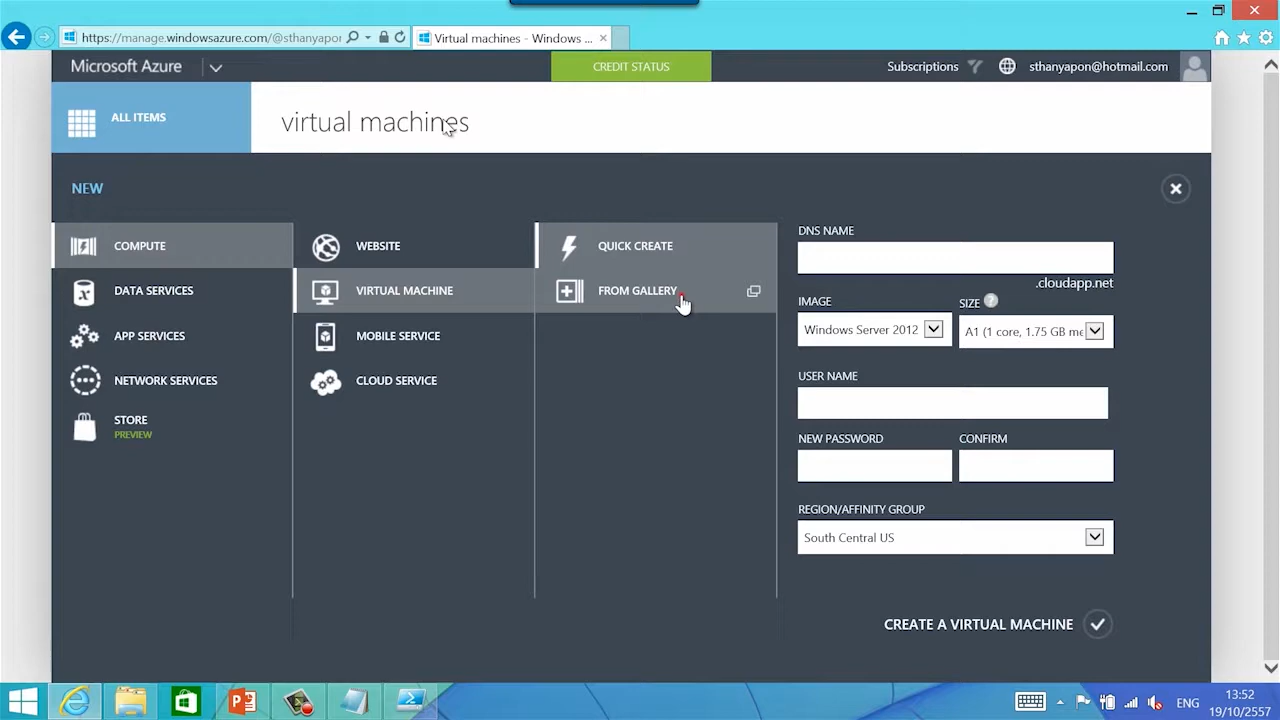 https://manage.windowsazure.com/@sthanyapor
Virtual machines - Windows ...
Microsoft Azure
CREDIT STATUS
Subscriptions
sthanyapon@hotmail.com
ALL ITEMS
virtual machines
NEW
COMPUTE
DATA SERVICES
APP SERVICES
NETWORK SERVICES
STORE
PREVIEW
WEBSITE
VIRTUAL MACHINE
MOBILE SERVICE
CLOUD SERVICE
QUICK CREATE
FROM GALLERY
DNS NAME
.cloudapp.net
IMAGE
SIZE ?
Windows Server 2012
A1 (1 core, 1.75 GB me
USER NAME
NEW PASSWORD
CONFIRM
REGION/AFFINITY GROUP
South Central US
CREATE A VIRTUAL MACHINE
ENG
13:52
19/10/2557